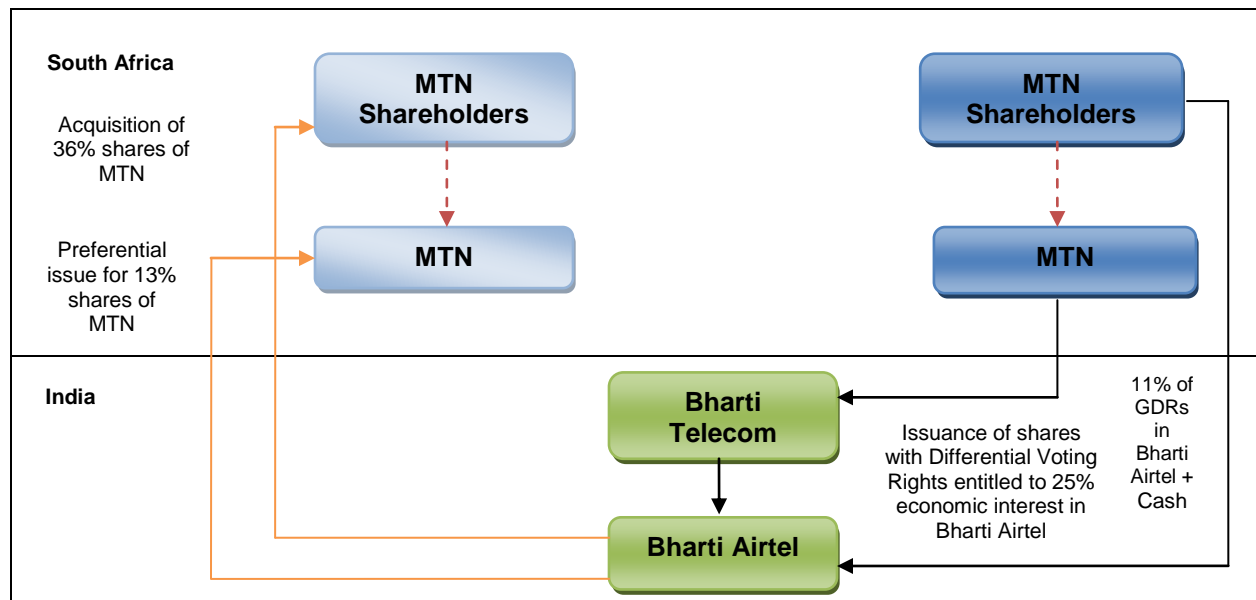 South Africa
Acquisition of
36% shares of
MTN
Preferential
issue for 13%
shares of
MTN
MTN
Shareholders
MTN
MTN
Shareholders
MTN
India
Bharti
Telecom
Bharti Airtel
Issuance of shares
with Differential Voting
Rights entitled to 25%
economic interest in
Bharti Airtel
11% of
GDRs
in
Bharti
Airtel +
Cash